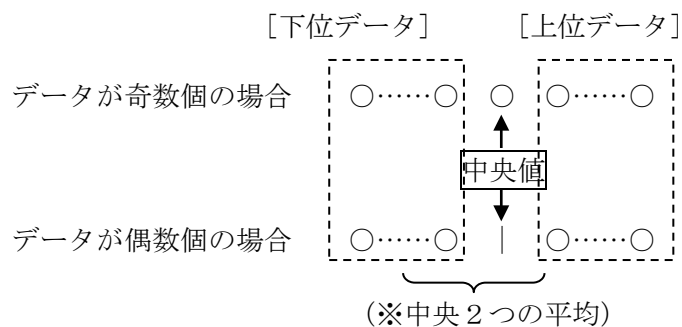 [下位データ] [上位データ]
データが奇数個の場合 ○……○ ○ ○……○
中央値
データが偶数個の場合 ○……○ | ○……○
(※中央2つの平均)